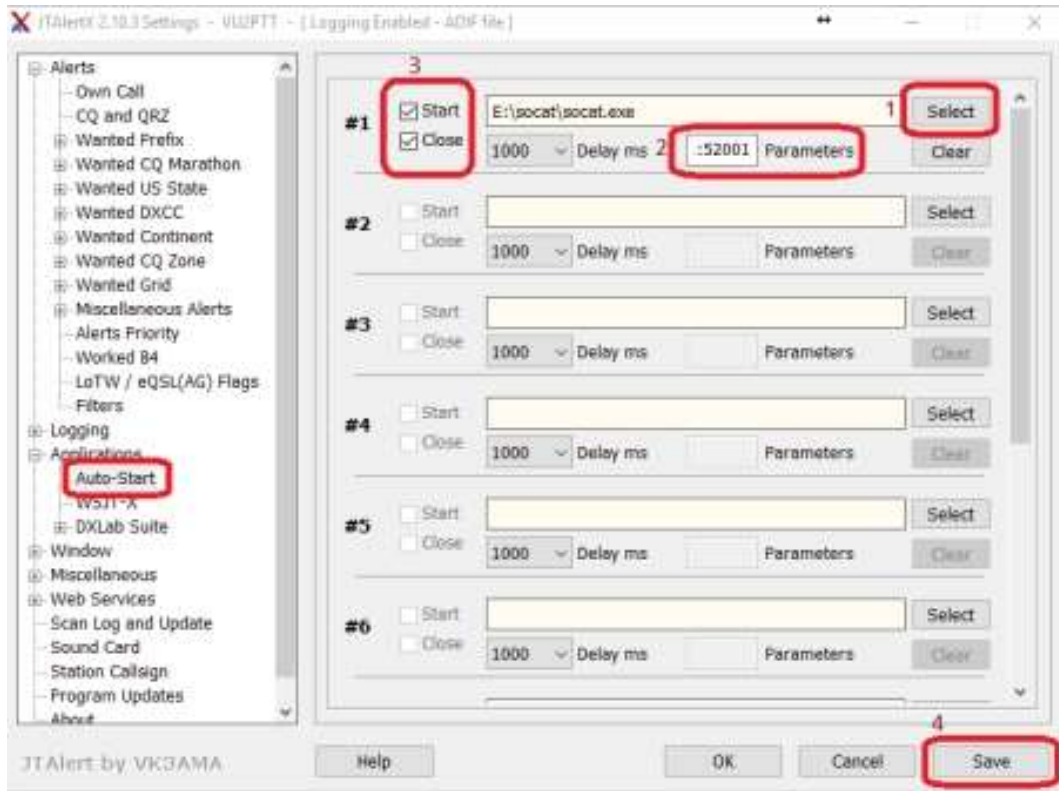 JTAlertX 2.10.3 Settings - VU2PTT - [ Logging Enabled - ADIF file ]
Alerts
Own Call
CQ and QRZ
Wanted Prefix
Wanted CQ Marathon
Wanted US State
Wanted DXCC
Wanted Continent
Wanted CQ Zone
Wanted Grid
Miscellaneous Alerts
Alerts Priority
Worked B4
LoTW / eQSL(AG) Flags
Filters
Logging
Applications
Auto-Start
WSJT-X
DXLab Suite
Window
Miscellaneous
Web Services
Scan Log and Update
Sound Card
Station Callsign
Program Updates
About
3
#1 Start E:\socat\socat.exe 1 Select
Close 1000 Delay ms 2 :52001 Parameters Clear
#2 Start Select
Close 1000 Delay ms Parameters Clear
#3 Start Select
Close 1000 Delay ms Parameters Clear
#4 Start Select
Close 1000 Delay ms Parameters Clear
#5 Start Select
Close 1000 Delay ms Parameters Clear
#6 Start Select
Close 1000 Delay ms Parameters Clear
4
JTAlert by VK3AMA Help OK Cancel Save